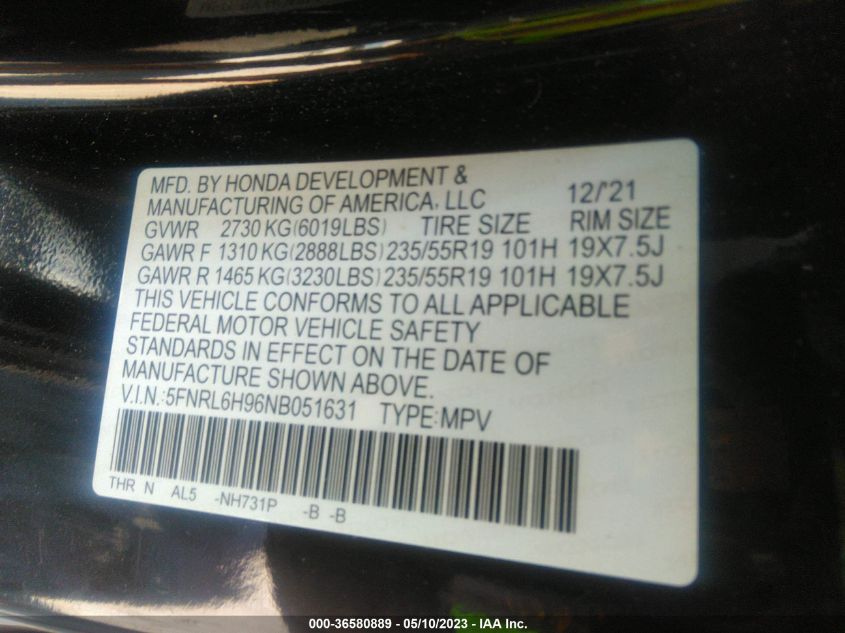 MFD. BY HONDA DEVELOPMENT &
MANUFACTURING OF AMERICA, LLC 12/'21
GVWR 2730 KG(6019LBS) TIRE SIZE RIM SIZE
GAWR F 1310 KG(2888LBS) 235/55R19 101H 19X7.5J
GAWR R 1465 KG(3230LBS) 235/55R19 101H 19X7.5J
THIS VEHICLE CONFORMS TO ALL APPLICABLE
FEDERAL MOTOR VEHICLE SAFETY
STANDARDS IN EFFECT ON THE DATE OF
MANUFACTURE SHOWN ABOVE.
V.I.N.:5FNRL6H96NB051631 TYPE:MPV
THR N AL5 -NH731P -B -B
000-36580889 - 05/10/2023 - IAA Inc.